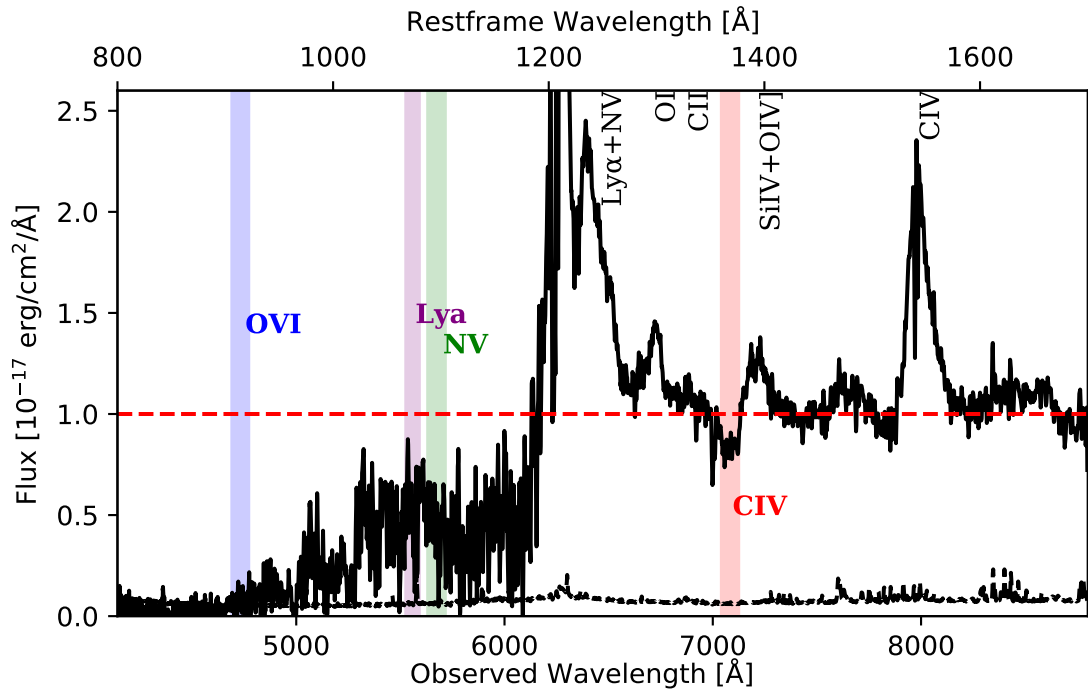 Restframe Wavelength [Å]
800 1000 1200 1400 1600
Flux [10⁻¹⁷ erg/cm²/Å]
2.5
2.0
1.5
1.0
0.5
0.0
Lyα+NV
OI
CII
SiIV+OIV]
CIV
OVI
Lya
NV
CIV
5000 6000 7000 8000
Observed Wavelength [Å]